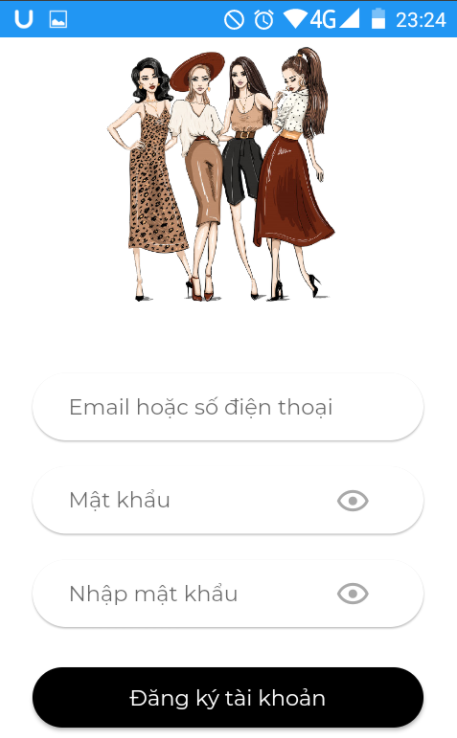 4G 23:24
Email hoặc số điện thoại
Mật khẩu
Nhập mật khẩu
Đăng ký tài khoản